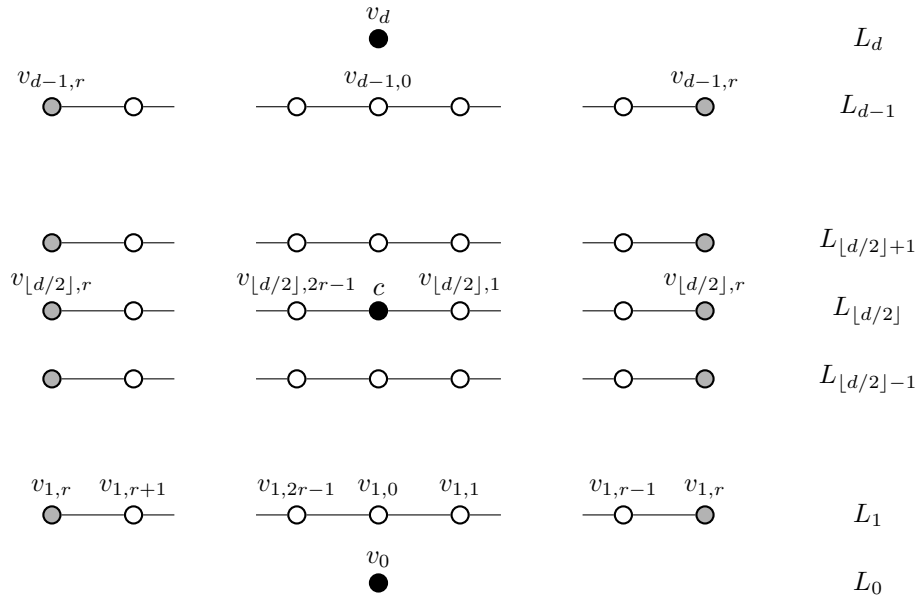 v_d L_d
v_{d−1,r} v_{d−1,0} v_{d−1,r} L_{d−1}
L_{⌊d/2⌋+1}
v_{⌊d/2⌋,r} v_{⌊d/2⌋,2r−1} c v_{⌊d/2⌋,1} v_{⌊d/2⌋,r} L_{⌊d/2⌋}
L_{⌊d/2⌋−1}
v_{1,r} v_{1,r+1} v_{1,2r−1} v_{1,0} v_{1,1} v_{1,r−1} v_{1,r} L_1
v_0 L_0